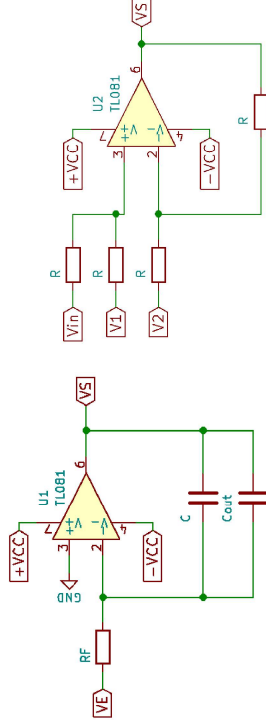 VS
6
U2
TL081
+VCC
7
+
V+
-
V-
4
-VCC
3
2
R
R
R
R
Vin
V1
V2
VS
6
U1
TL081
+VCC
7
+
V+
-
V-
4
-VCC
3
2
GND
C
Cout
RF
VE